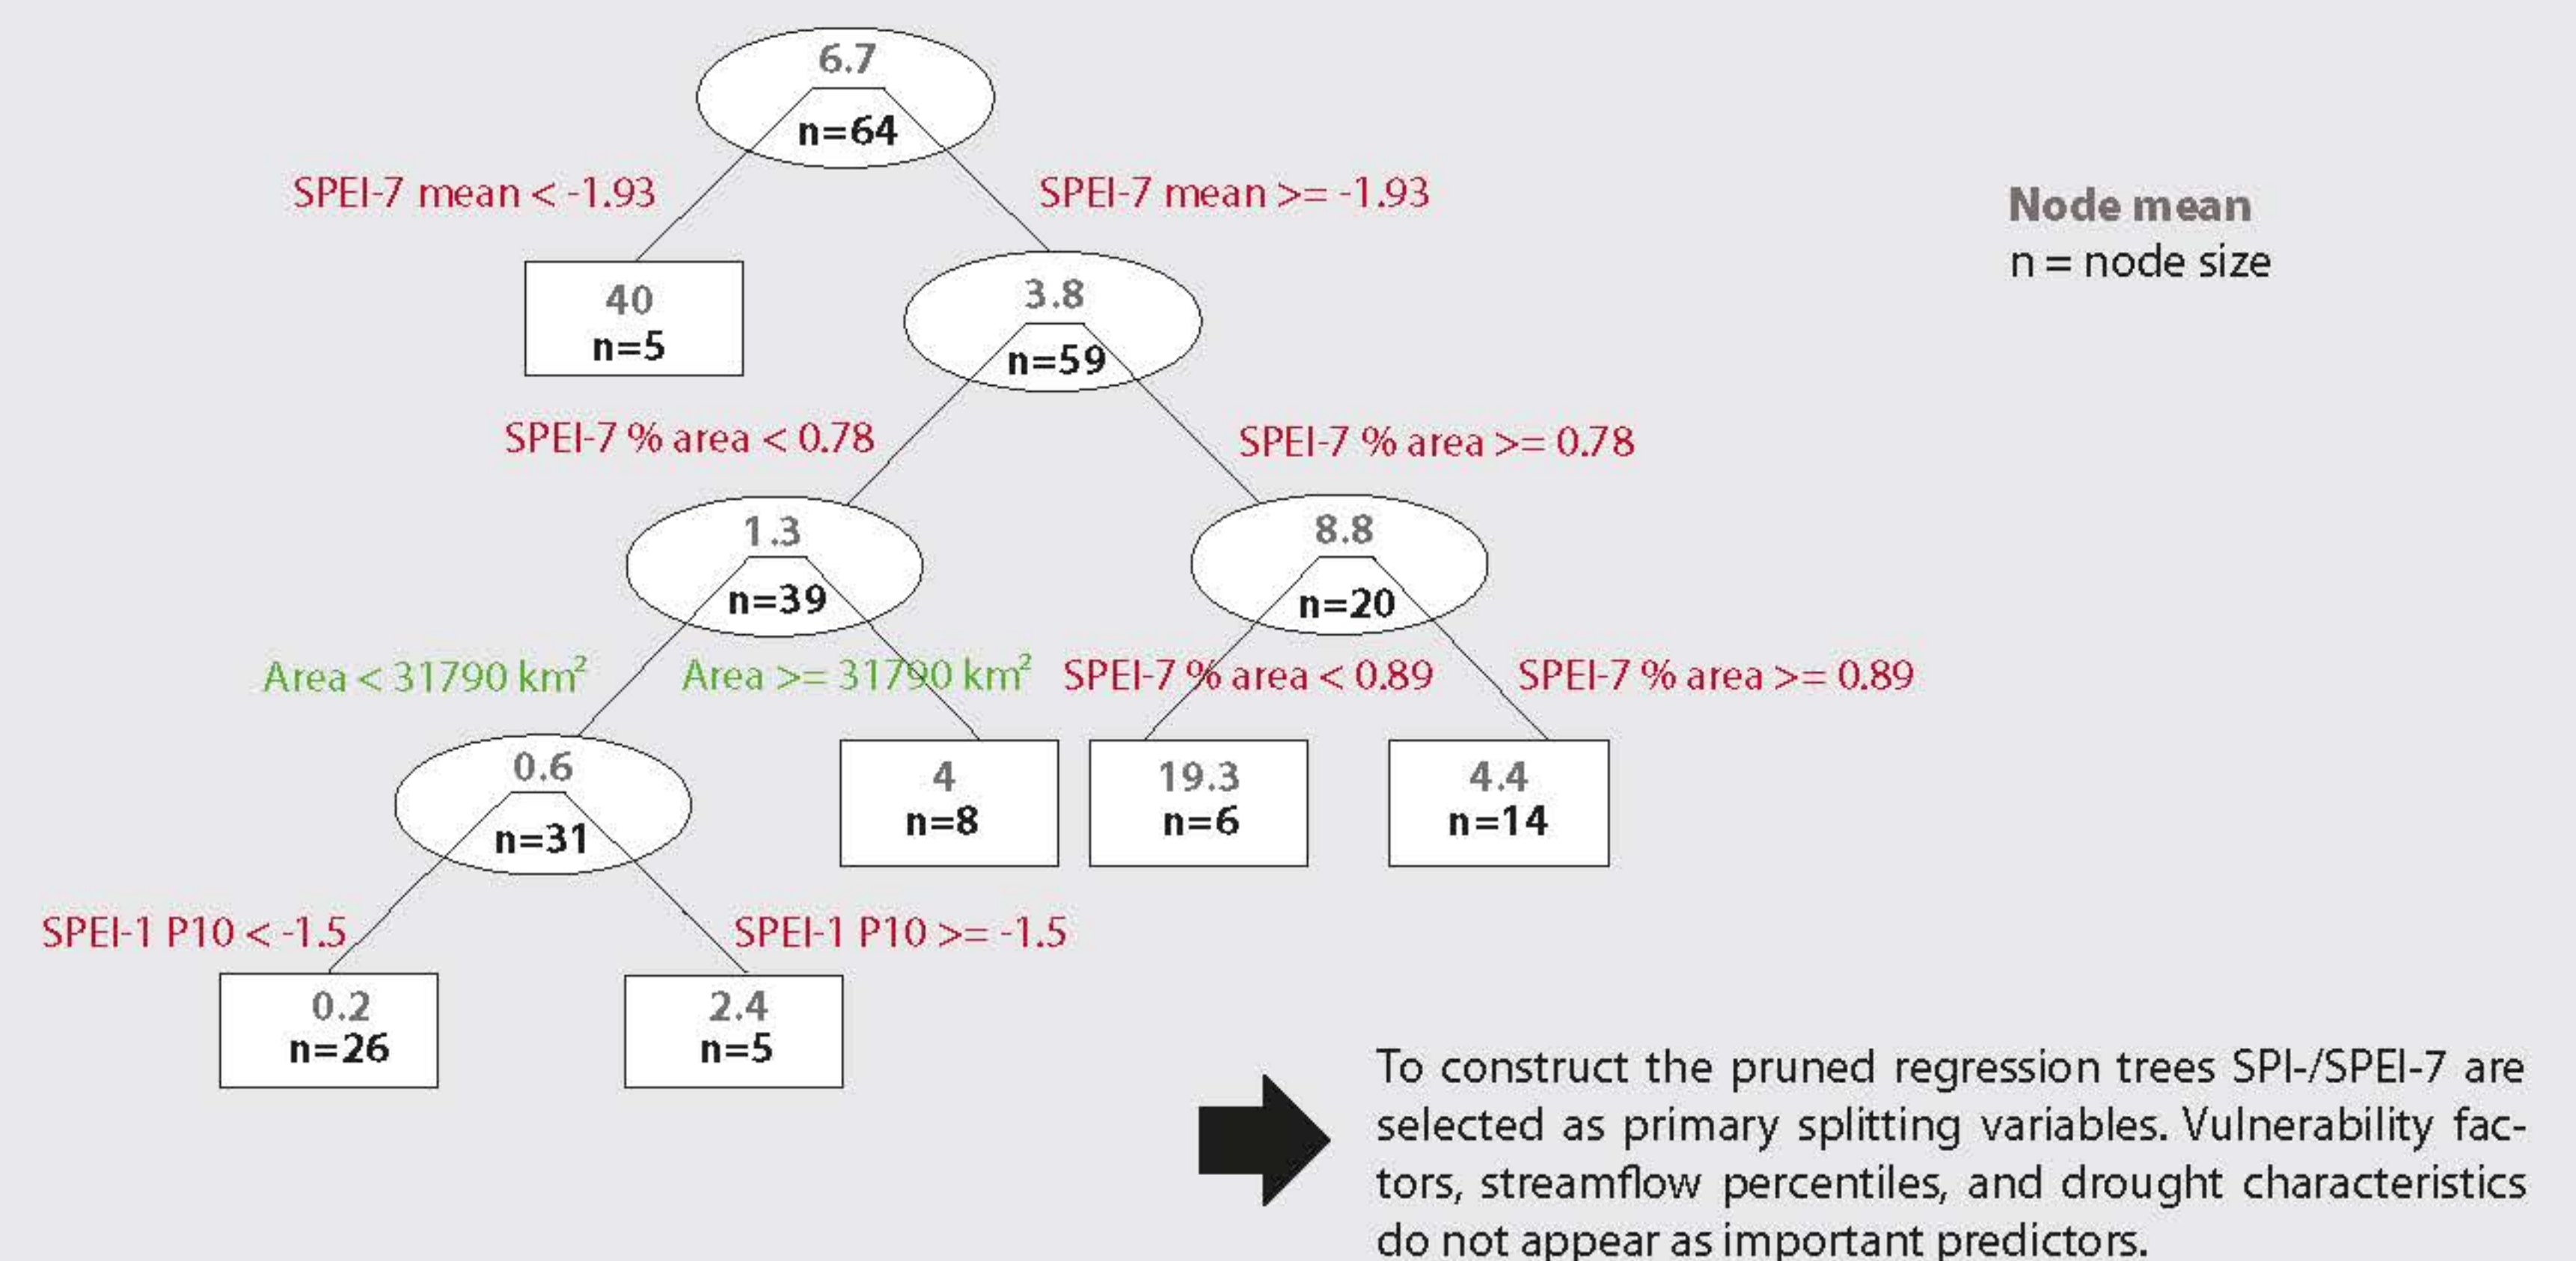 6.7
n=64
SPEI-7 mean < -1.93
SPEI-7 mean >= -1.93
Node mean
n = node size
40
n=5
3.8
n=59
SPEI-7 % area < 0.78
SPEI-7 % area >= 0.78
1.3
n=39
8.8
n=20
Area < 31790 km²
Area >= 31790 km²
SPEI-7 % area < 0.89
SPEI-7 % area >= 0.89
0.6
n=31
4
n=8
19.3
n=6
4.4
n=14
SPEI-1 P10 < -1.5
SPEI-1 P10 >= -1.5
0.2
n=26
2.4
n=5
To construct the pruned regression trees SPI-/SPEI-7 are
selected as primary splitting variables. Vulnerability fac-
tors, streamflow percentiles, and drought characteristics
do not appear as important predictors.